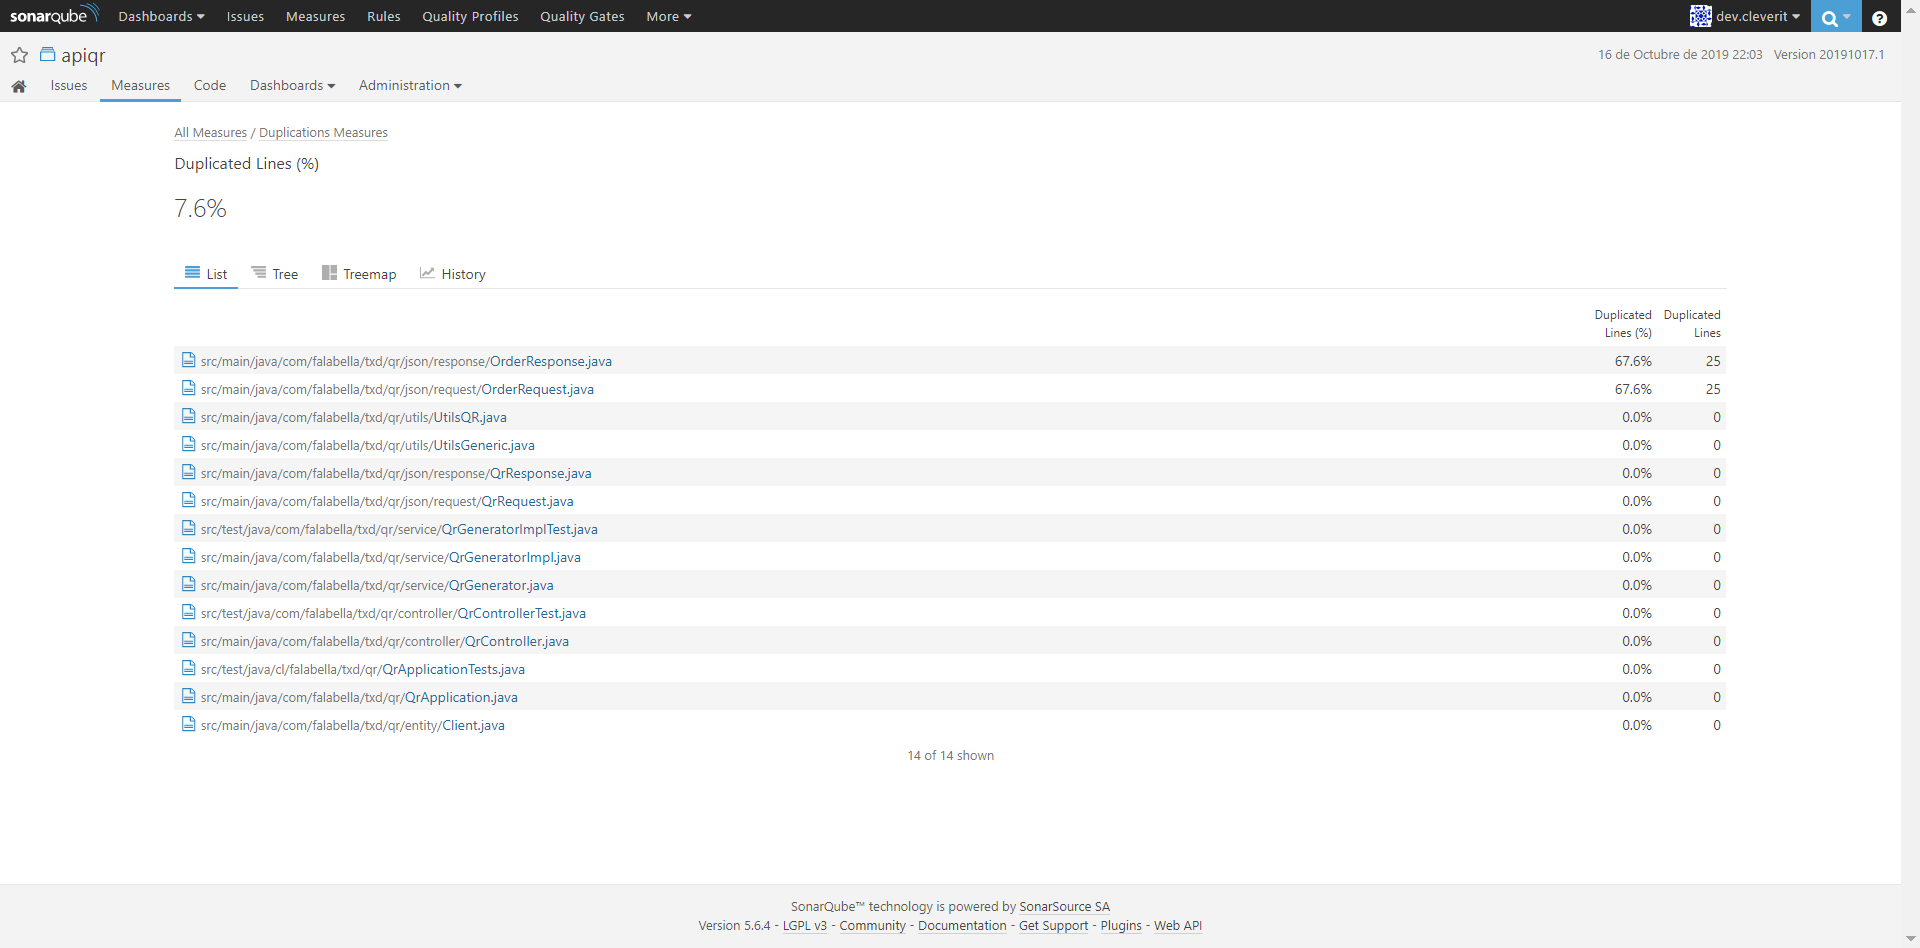 sonarqube Dashboards Issues Measures Rules Quality Profiles Quality Gates More dev.cleverit ?
apiqr 16 de Octubre de 2019 22:03 Version 20191017.1
Issues Measures Code Dashboards Administration
All Measures / Duplications Measures
Duplicated Lines (%)
7.6%
List Tree Treemap History
Duplicated Duplicated
Lines (%) Lines
src/main/java/com/falabella/txd/qr/json/response/OrderResponse.java 67.6% 25
src/main/java/com/falabella/txd/qr/json/request/OrderRequest.java 67.6% 25
src/main/java/com/falabella/txd/qr/utils/UtilsQR.java 0.0% 0
src/main/java/com/falabella/txd/qr/utils/UtilsGeneric.java 0.0% 0
src/main/java/com/falabella/txd/qr/json/response/QrResponse.java 0.0% 0
src/main/java/com/falabella/txd/qr/json/request/QrRequest.java 0.0% 0
src/test/java/com/falabella/txd/qr/service/QrGeneratorImplTest.java 0.0% 0
src/main/java/com/falabella/txd/qr/service/QrGeneratorImpl.java 0.0% 0
src/main/java/com/falabella/txd/qr/service/QrGenerator.java 0.0% 0
src/test/java/com/falabella/txd/qr/controller/QrControllerTest.java 0.0% 0
src/main/java/com/falabella/txd/qr/controller/QrController.java 0.0% 0
src/test/java/cl/falabella/txd/qr/QrApplicationTests.java 0.0% 0
src/main/java/com/falabella/txd/qr/QrApplication.java 0.0% 0
src/main/java/com/falabella/txd/qr/entity/Client.java 0.0% 0
14 of 14 shown
SonarQube™ technology is powered by SonarSource SA
Version 5.6.4 - LGPL v3 - Community - Documentation - Get Support - Plugins - Web API